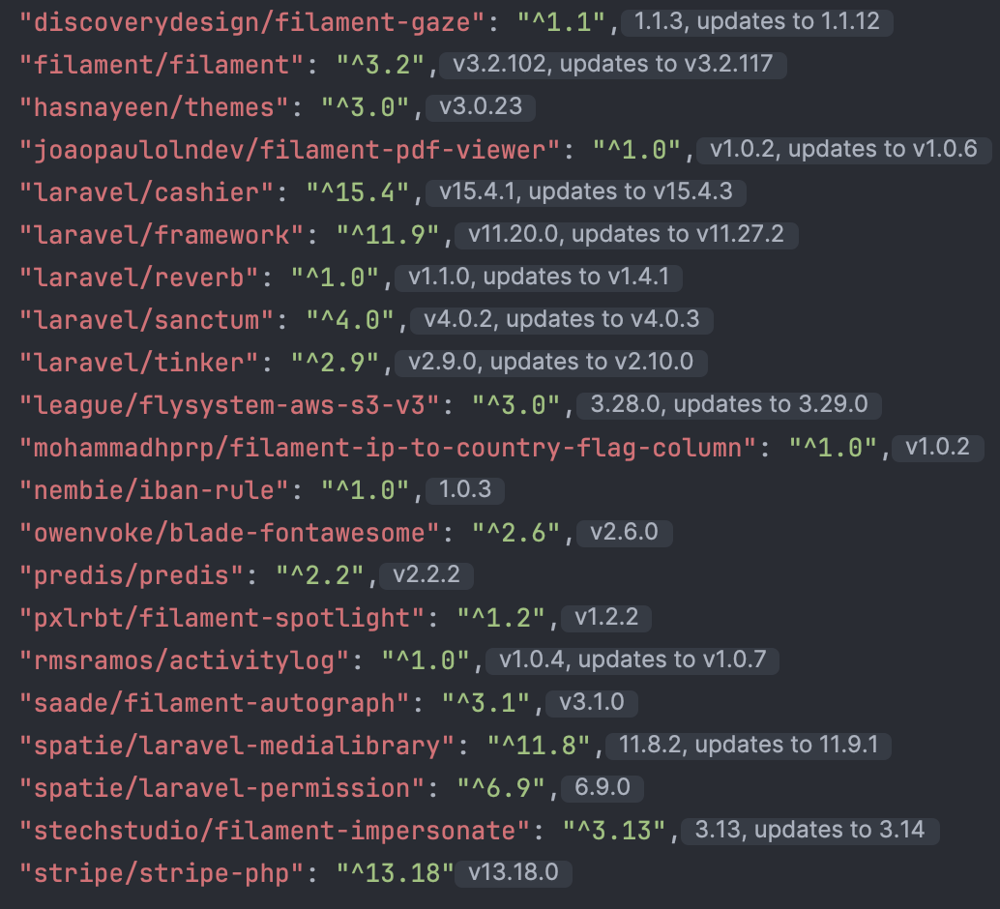 "discoverydesign/filament-gaze": "^1.1", 1.1.3, updates to 1.1.12
"filament/filament": "^3.2", v3.2.102, updates to v3.2.117
"hasnayeen/themes": "^3.0", v3.0.23
"joaopaulolndev/filament-pdf-viewer": "^1.0", v1.0.2, updates to v1.0.6
"laravel/cashier": "^15.4", v15.4.1, updates to v15.4.3
"laravel/framework": "^11.9", v11.20.0, updates to v11.27.2
"laravel/reverb": "^1.0", v1.1.0, updates to v1.4.1
"laravel/sanctum": "^4.0", v4.0.2, updates to v4.0.3
"laravel/tinker": "^2.9", v2.9.0, updates to v2.10.0
"league/flysystem-aws-s3-v3": "^3.0", 3.28.0, updates to 3.29.0
"mohammadhprp/filament-ip-to-country-flag-column": "^1.0", v1.0.2
"nembie/iban-rule": "^1.0", 1.0.3
"owenvoke/blade-fontawesome": "^2.6", v2.6.0
"predis/predis": "^2.2", v2.2.2
"pxlrbt/filament-spotlight": "^1.2", v1.2.2
"rmsramos/activitylog": "^1.0", v1.0.4, updates to v1.0.7
"saade/filament-autograph": "^3.1", v3.1.0
"spatie/laravel-medialibrary": "^11.8", 11.8.2, updates to 11.9.1
"spatie/laravel-permission": "^6.9", 6.9.0
"stechstudio/filament-impersonate": "^3.13", 3.13, updates to 3.14
"stripe/stripe-php": "^13.18" v13.18.0